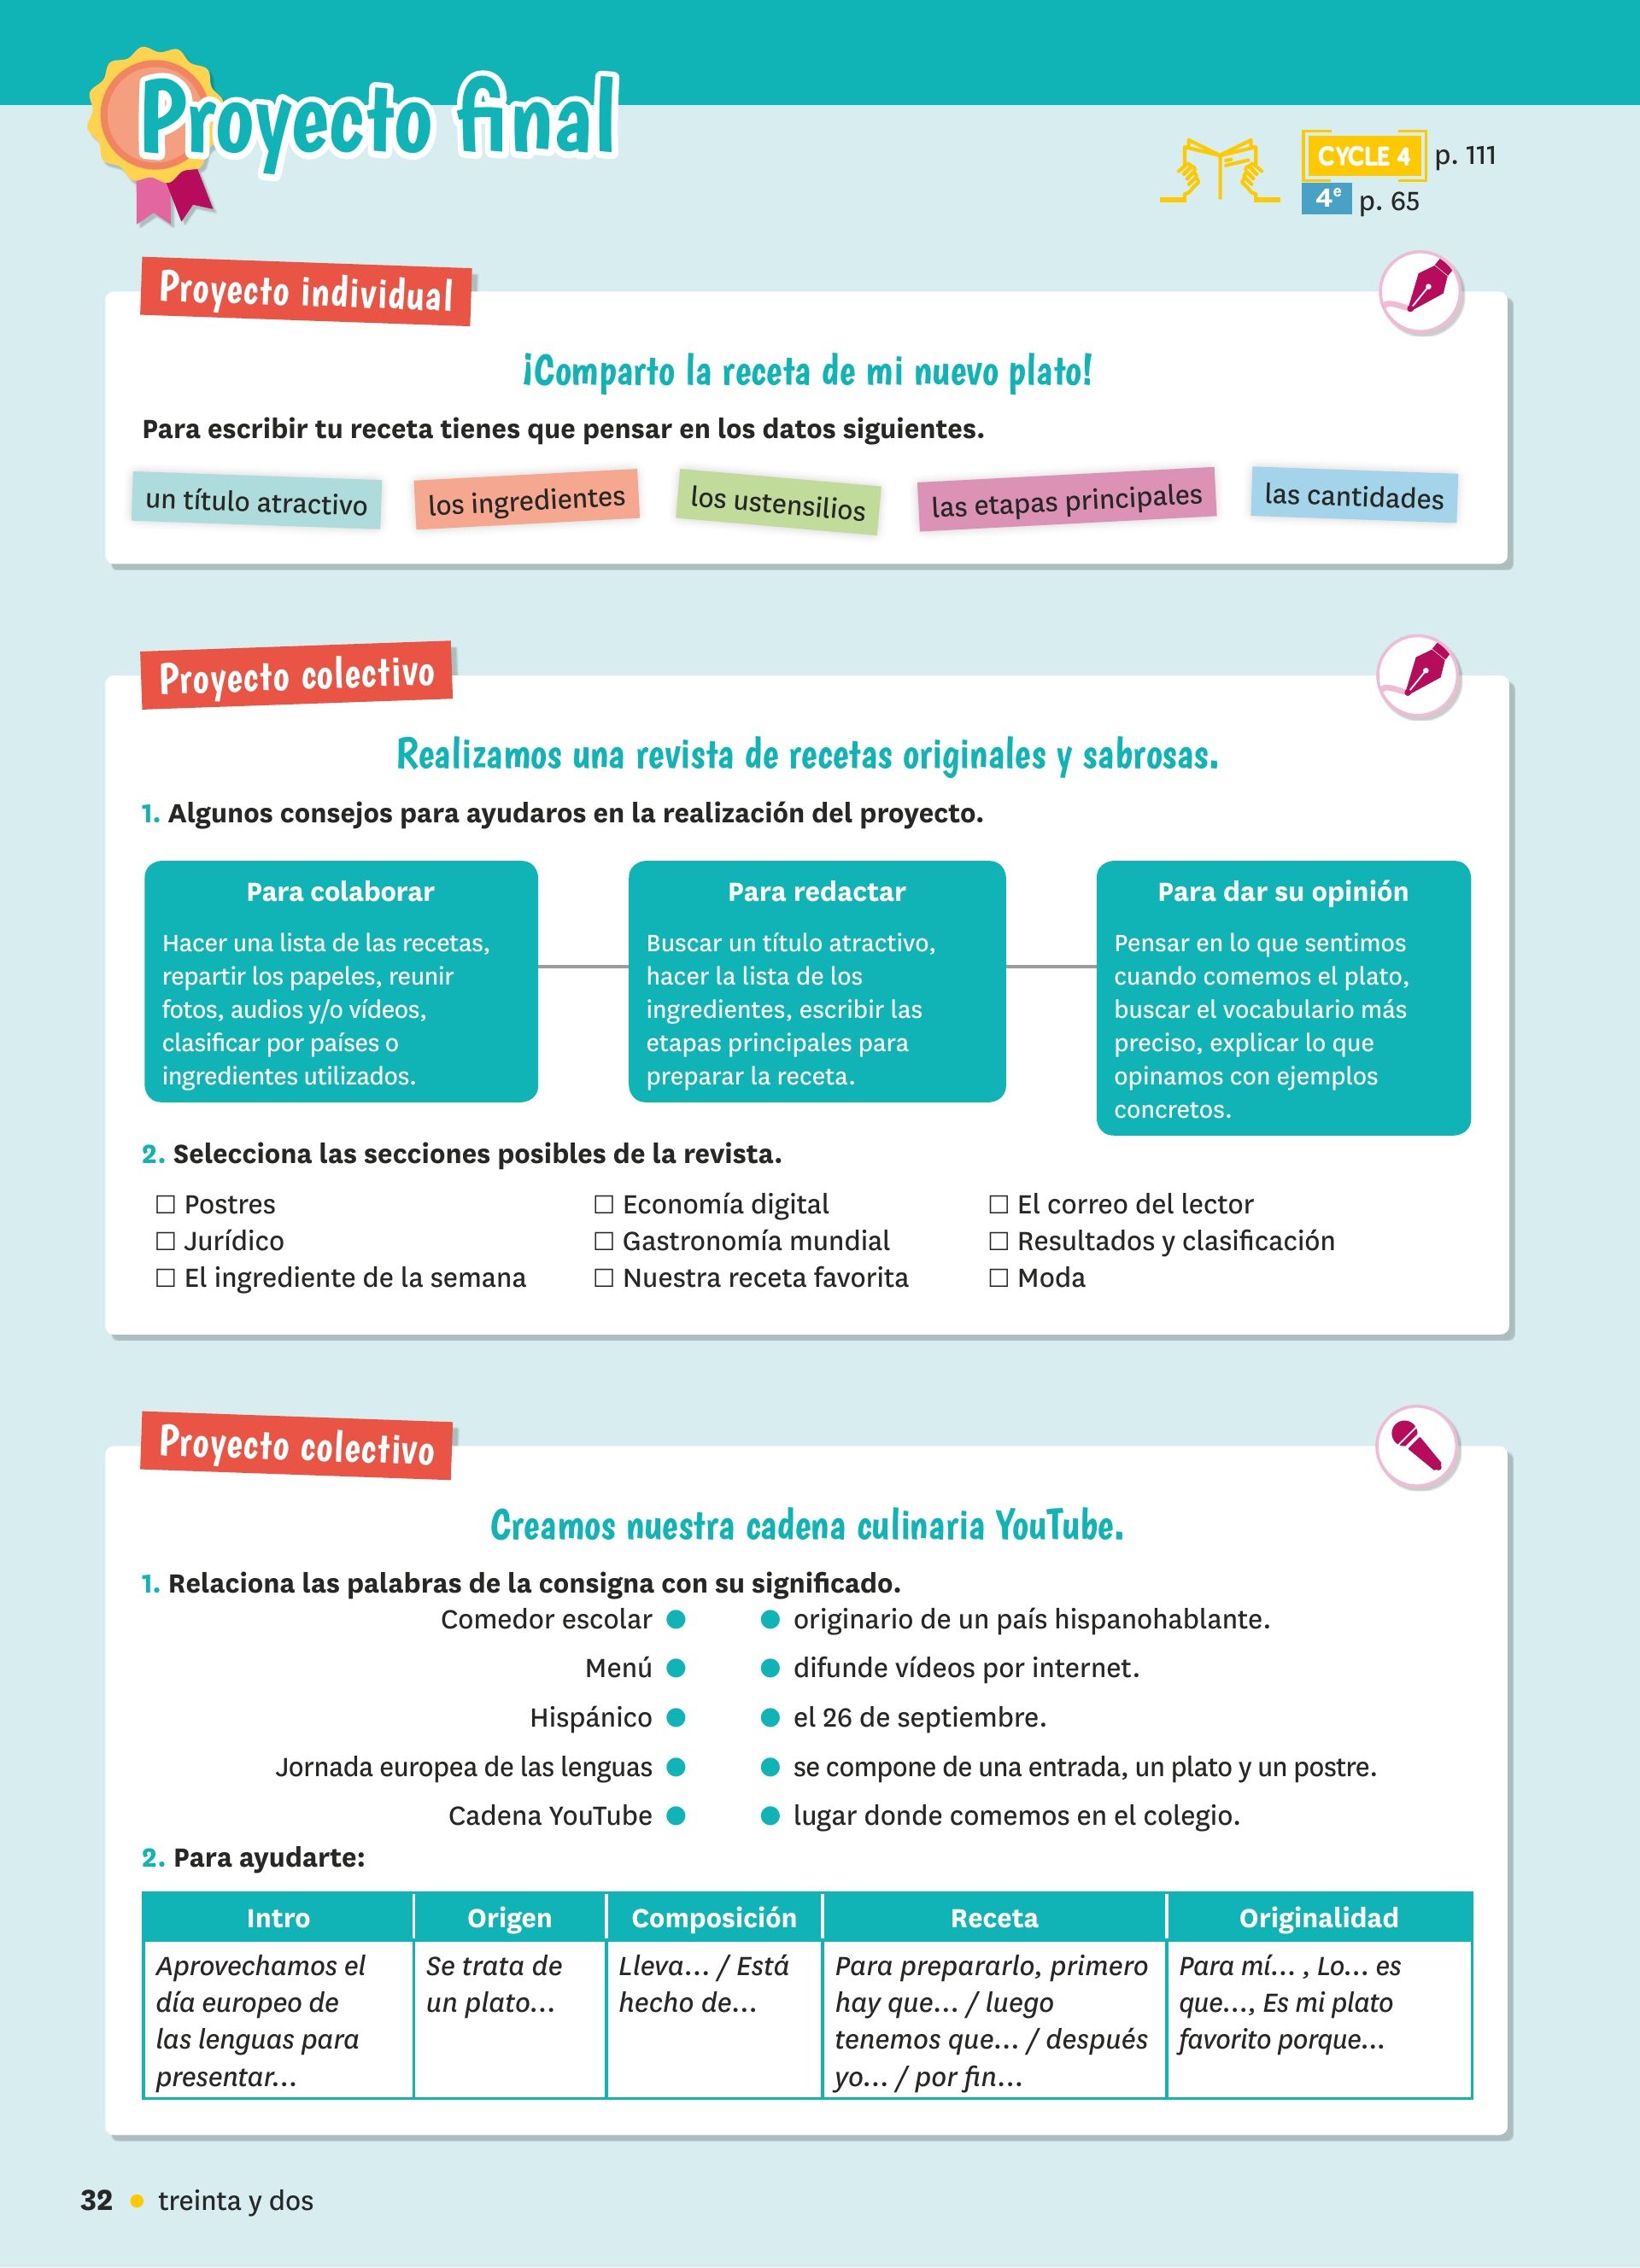 Proyecto final
CYCLE 4 p. 111
4e p. 65
Proyecto individual
¡Comparto la receta de mi nuevo plato!
Para escribir tu receta tienes que pensar en los datos siguientes.
un título atractivo
los ingredientes
los ustensilios
las etapas principales
las cantidades
Proyecto colectivo
Realizamos una revista de recetas originales y sabrosas.
1. Algunos consejos para ayudaros en la realización del proyecto.
Para colaborar
Hacer una lista de las recetas,
repartir los papeles, reunir
fotos, audios y/o vídeos,
clasificar por países o
ingredientes utilizados.
Para redactar
Buscar un título atractivo,
hacer la lista de los
ingredientes, escribir las
etapas principales para
preparar la receta.
Para dar su opinión
Pensar en lo que sentimos
cuando comemos el plato,
buscar el vocabulario más
preciso, explicar lo que
opinamos con ejemplos
concretos.
2. Selecciona las secciones posibles de la revista.
☐ Postres
☐ Jurídico
☐ El ingrediente de la semana
☐ Economía digital
☐ Gastronomía mundial
☐ Nuestra receta favorita
☐ El correo del lector
☐ Resultados y clasificación
☐ Moda
Proyecto colectivo
Creamos nuestra cadena culinaria YouTube.
1. Relaciona las palabras de la consigna con su significado.
Comedor escolar ● ● originario de un país hispanohablante.
Menú ● ● difunde vídeos por internet.
Hispánico ● ● el 26 de septiembre.
Jornada europea de las lenguas ● ● se compone de una entrada, un plato y un postre.
Cadena YouTube ● ● lugar donde comemos en el colegio.
2. Para ayudarte:
Intro
Aprovechamos el
día europeo de
las lenguas para
presentar...
Origen
Se trata de
un plato...
Composición
Lleva... / Está
hecho de...
Receta
Para prepararlo, primero
hay que... / luego
tenemos que... / después
yo... / por fin...
Originalidad
Para mí... , Lo... es
que..., Es mi plato
favorito porque...
32 ● treinta y dos